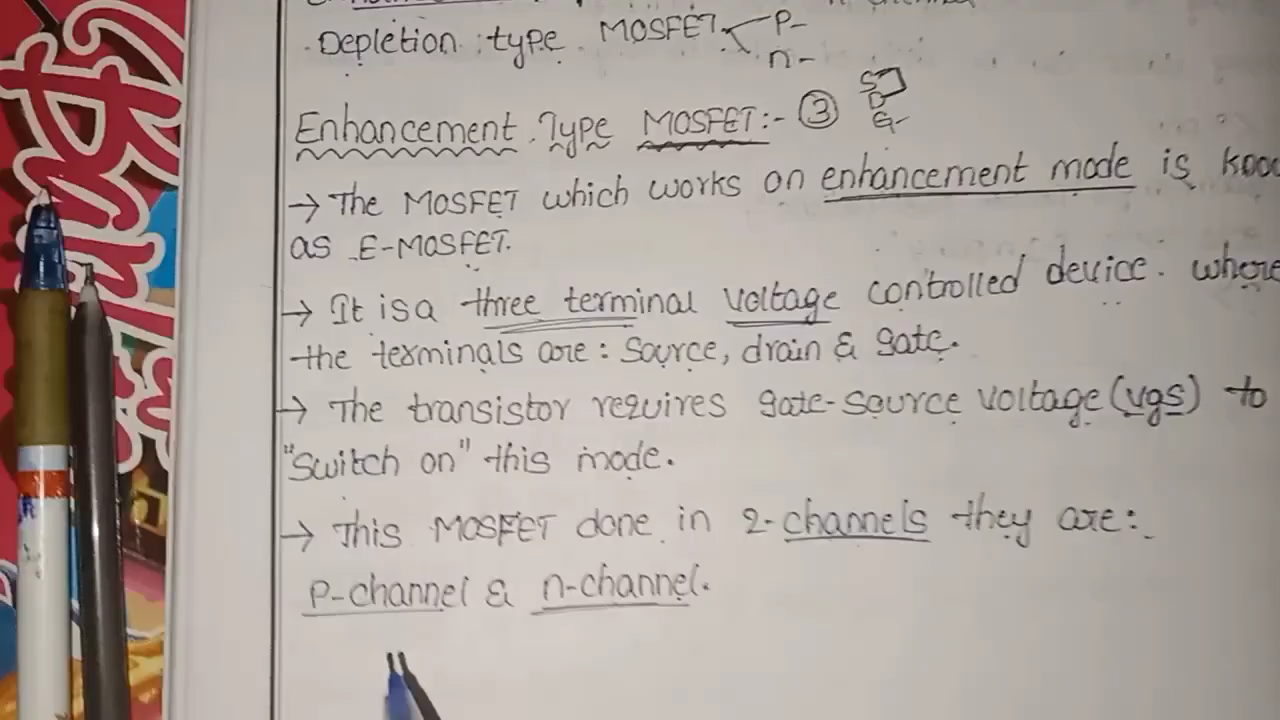 Depletion type MOSFET P-
n-
Enhancement Type MOSFET:- ③ S
D
G-
→ The MOSFET which works on enhancement mode is
as E-MOSFET.
→ It is a three terminal voltage controlled device. where
the terminals are: Source, drain & gate.
→ The transistor requires gate-source voltage (vgs) to
"switch on" this mode.
→ This MOSFET done in 2-channels they are:
P-channel & n-channel.